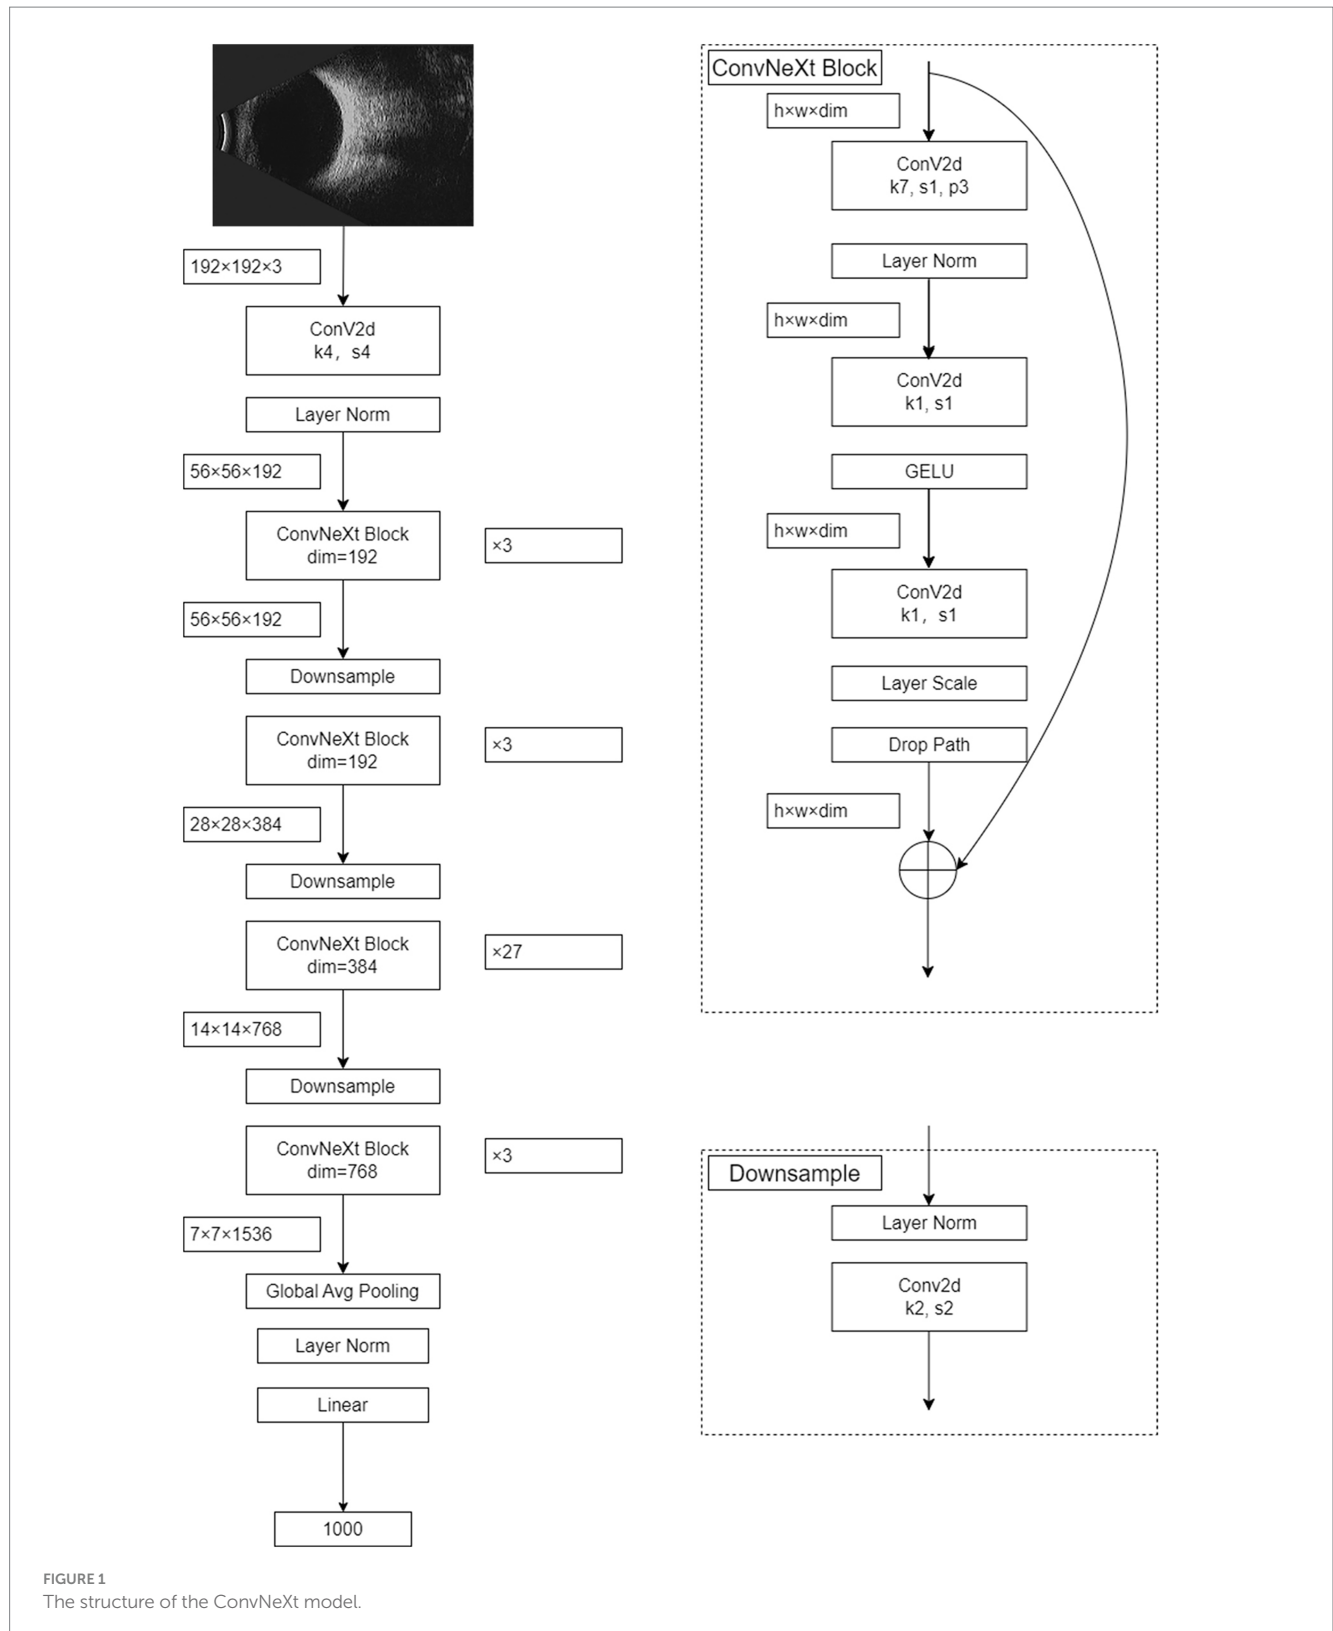 192×192×3
ConV2d
k4, s4
Layer Norm
56×56×192
ConvNeXt Block
dim=192
×3
56×56×192
Downsample
ConvNeXt Block
dim=192
×3
28×28×384
Downsample
ConvNeXt Block
dim=384
×27
14×14×768
Downsample
ConvNeXt Block
dim=768
×3
7×7×1536
Global Avg Pooling
Layer Norm
Linear
1000
ConvNeXt Block
h×w×dim
ConV2d
k7, s1, p3
Layer Norm
h×w×dim
ConV2d
k1, s1
GELU
h×w×dim
ConV2d
k1, s1
Layer Scale
Drop Path
h×w×dim
Downsample
Layer Norm
Conv2d
k2, s2
FIGURE 1
The structure of the ConvNeXt model.